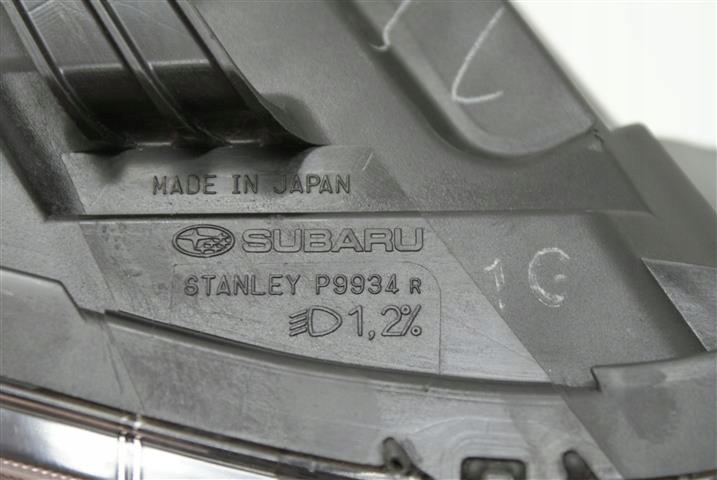 MADE IN JAPAN
SUBARU
STANLEY P9934 R
1,2%